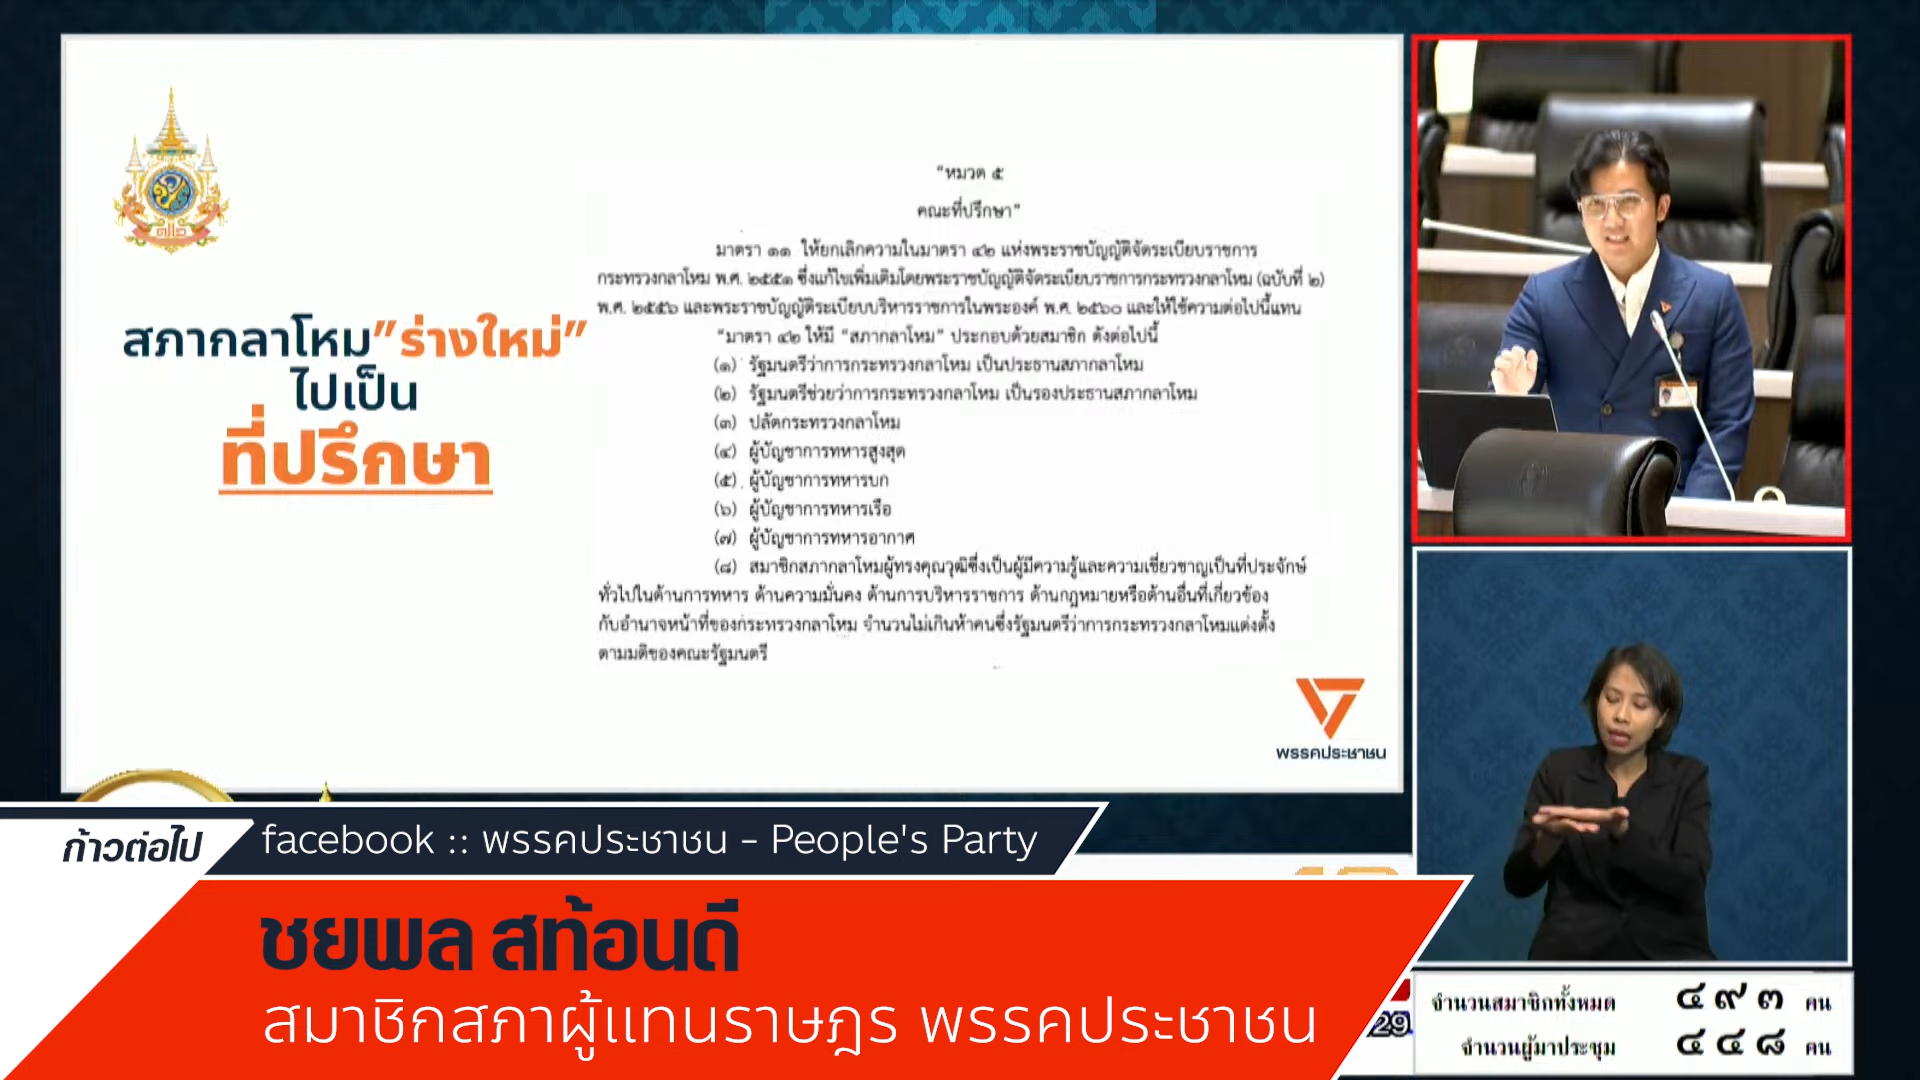 สภากลาโหม"ร่างใหม่"
ไปเป็น
ที่ปรึกษา
"หมวด ๕
คณะที่ปรึกษา"
มาตรา ๑๑ ให้ยกเลิกความในมาตรา ๔๒ แห่งพระราชบัญญัติจัดระเบียบราชการ
กระทรวงกลาโหม พ.ศ. ๒๕๕๑ ซึ่งแก้ไขเพิ่มเติมโดยพระราชบัญญัติจัดระเบียบราชการกระทรวงกลาโหม (ฉบับที่ ๒)
พ.ศ. ๒๕๕๖ และพระราชบัญญัติระเบียบบริหารราชการในพระองค์ พ.ศ. ๒๕๖๐ และให้ใช้ความต่อไปนี้แทน
"มาตรา ๔๒ ให้มี "สภากลาโหม" ประกอบด้วยสมาชิก ดังต่อไปนี้
(๑) รัฐมนตรีว่าการกระทรวงกลาโหม เป็นประธานสภากลาโหม
(๒) รัฐมนตรีช่วยว่าการกระทรวงกลาโหม เป็นรองประธานสภากลาโหม
(๓) ปลัดกระทรวงกลาโหม
(๔) ผู้บัญชาการทหารสูงสุด
(๕) ผู้บัญชาการทหารบก
(๖) ผู้บัญชาการทหารเรือ
(๗) ผู้บัญชาการทหารอากาศ
(๘) สมาชิกสภากลาโหมผู้ทรงคุณวุฒิซึ่งเป็นผู้มีความรู้และความเชี่ยวชาญเป็นที่ประจักษ์
ทั่วไปในด้านการทหาร ด้านความมั่นคง ด้านการบริหารราชการ ด้านกฎหมายหรือด้านอื่นที่เกี่ยวข้อง
กับอำนาจหน้าที่ของกระทรวงกลาโหม จำนวนไม่เกินห้าคนซึ่งรัฐมนตรีว่าการกระทรวงกลาโหมแต่งตั้ง
ตามมติของคณะรัฐมนตรี
พรรคประชาชน
ก้าวต่อไป
facebook :: พรรคประชาชน - People's Party
ชยพล สท้อนดี
สมาชิกสภาผู้แทนราษฎร พรรคประชาชน
จำนวนสมาชิกทั้งหมด ๔๙๓ คน
จำนวนผู้มาประชุม ๔๔๘ คน